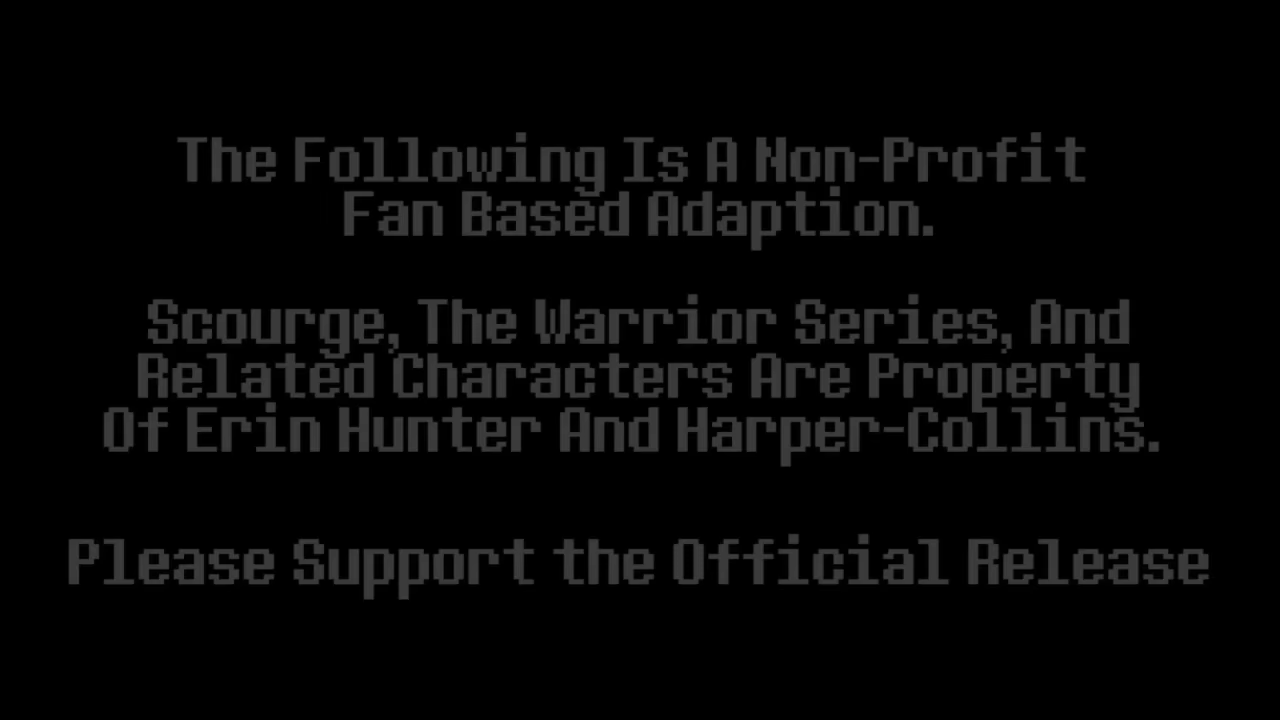 The Following Is A Non-Profit
Fan Based Adaption.
Scourge, The Warrior Series, And
Related Characters Are Property
Of Erin Hunter And Harper-Collins.
Please Support the Official Release